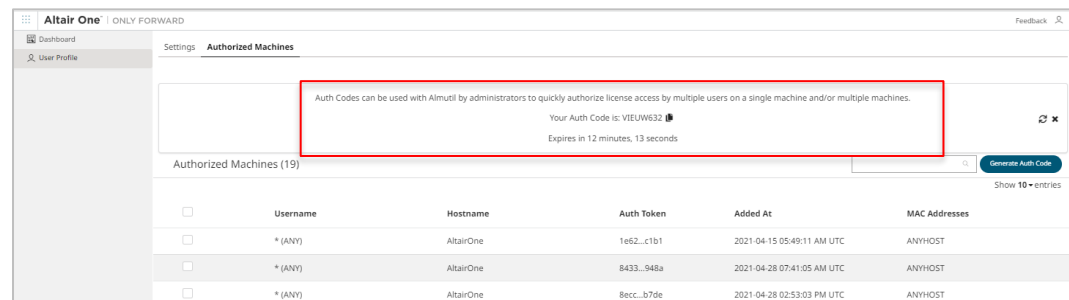 Altair One™ | ONLY FORWARD
Feedback
Dashboard
User Profile
Settings Authorized Machines
Auth Codes can be used with Almutil by administrators to quickly authorize license access by multiple users on a single machine and/or multiple machines.
Your Auth Code is: VIEUW632
Expires in 12 minutes, 13 seconds
Authorized Machines (19)
Generate Auth Code
Show 10 entries
Username Hostname Auth Token Added At MAC Addresses
* (ANY) AltairOne 1e62...c1b1 2021-04-15 05:49:11 AM UTC ANYHOST
* (ANY) AltairOne 8433...948a 2021-04-28 07:41:05 AM UTC ANYHOST
* (ANY) AltairOne 8ecc...b7de 2021-04-28 02:53:03 PM UTC ANYHOST